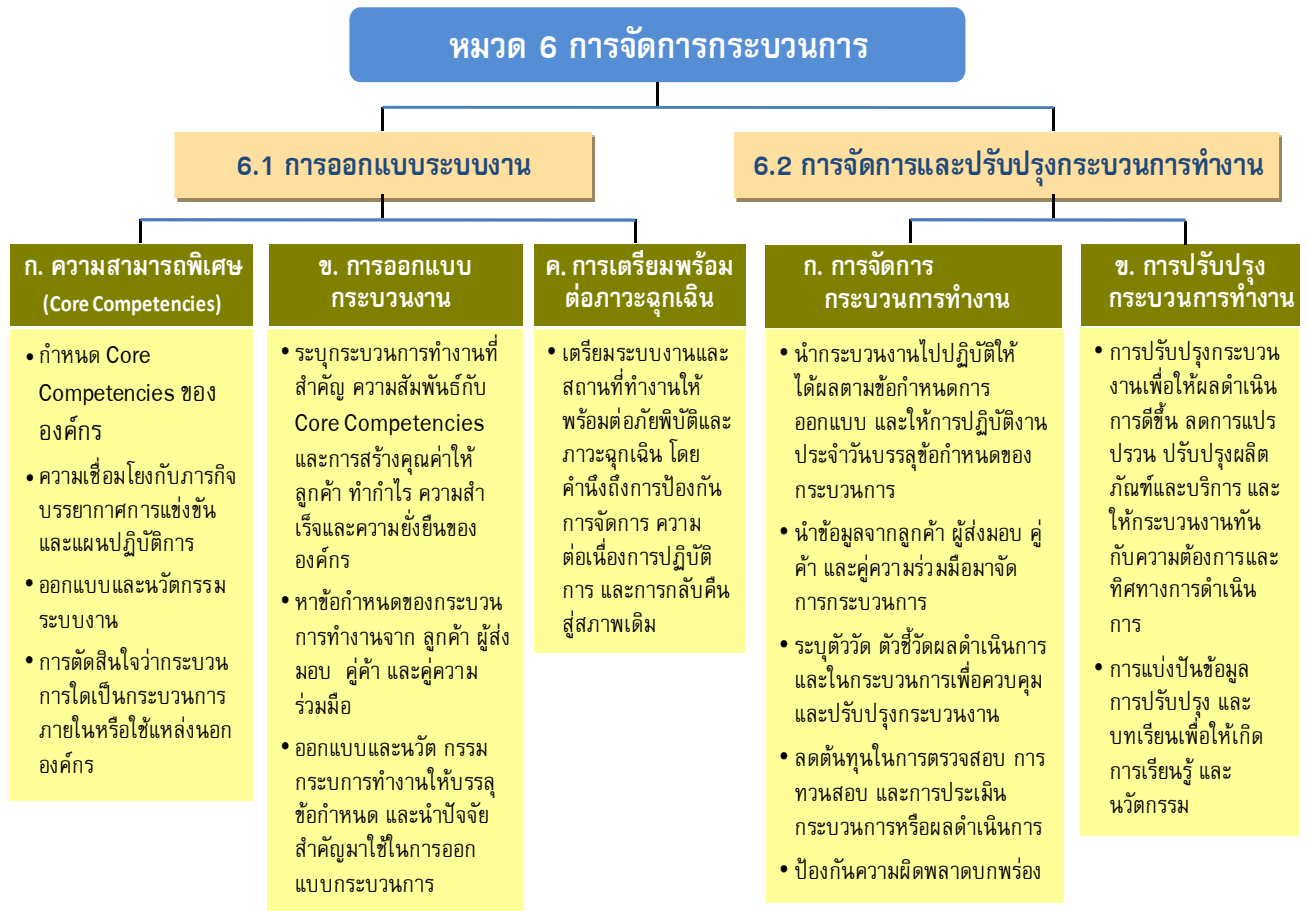 หมวด 6 การจัดการกระบวนการ
6.1 การออกแบบระบบงาน
6.2 การจัดการและปรับปรุงกระบวนการทำงาน
ก. ความสามารถพิเศษ
(Core Competencies)
• กำหนด Core
Competencies ของ
องค์กร
• ความเชื่อมโยงกับภารกิจ
บรรยากาศการแข่งขัน
และแผนปฏิบัติการ
• ออกแบบและนวัตกรรม
ระบบงาน
• การตัดสินใจว่ากระบวน
การใดเป็นกระบวนการ
ภายในหรือใช้แหล่งนอก
องค์กร
ข. การออกแบบ
กระบวนงาน
• ระบุกระบวนการทำงานที่
สำคัญ ความสัมพันธ์กับ
Core Competencies
และการสร้างคุณค่าให้
ลูกค้า ทำกำไร ความสำ
เร็จและความยั่งยืนของ
องค์กร
• หาข้อกำหนดของกระบวน
การทำงานจาก ลูกค้า ผู้ส่ง
มอบ คู่ค้า และคู่ความ
ร่วมมือ
• ออกแบบและนวัต กรรม
กระบการทำงานให้บรรลุ
ข้อกำหนด และนำปัจจัย
สำคัญมาใช้ในการออก
แบบกระบวนการ
ค. การเตรียมพร้อม
ต่อภาวะฉุกเฉิน
• เตรียมระบบงานและ
สถานที่ทำงานให้
พร้อมต่อภัยพิบัติและ
ภาวะฉุกเฉิน โดย
คำนึงถึงการป้องกัน
การจัดการ ความ
ต่อเนื่องการปฏิบัติ
การ และการกลับคืน
สู่สภาพเดิม
ก. การจัดการ
กระบวนการทำงาน
• นำกระบวนงานไปปฏิบัติให้
ได้ผลตามข้อกำหนดการ
ออกแบบ และให้การปฏิบัติงาน
ประจำวันบรรลุข้อกำหนดของ
กระบวนการ
• นำข้อมูลจากลูกค้า ผู้ส่งมอบ คู่
ค้า และคู่ความร่วมมือมาจัด
การกระบวนการ
• ระบุตัววัด ตัวชี้วัดผลดำเนินการ
และในกระบวนการเพื่อควบคุม
และปรับปรุงกระบวนงาน
• ลดต้นทุนในการตรวจสอบ การ
ทวนสอบ และการประเมิน
กระบวนการหรือผลดำเนินการ
• ป้องกันความผิดพลาดบกพร่อง
ข. การปรับปรุง
กระบวนการทำงาน
• การปรับปรุงกระบวน
งานเพื่อให้ผลดำเนิน
การดีขึ้น ลดการแปร
ปรวน ปรับปรุงผลิต
ภัณฑ์และบริการ และ
ให้กระบวนงานทัน
กับความต้องการและ
ทิศทางการดำเนิน
การ
• การแบ่งปันข้อมูล
การปรับปรุง และ
บทเรียนเพื่อให้เกิด
การเรียนรู้ และ
นวัตกรรม